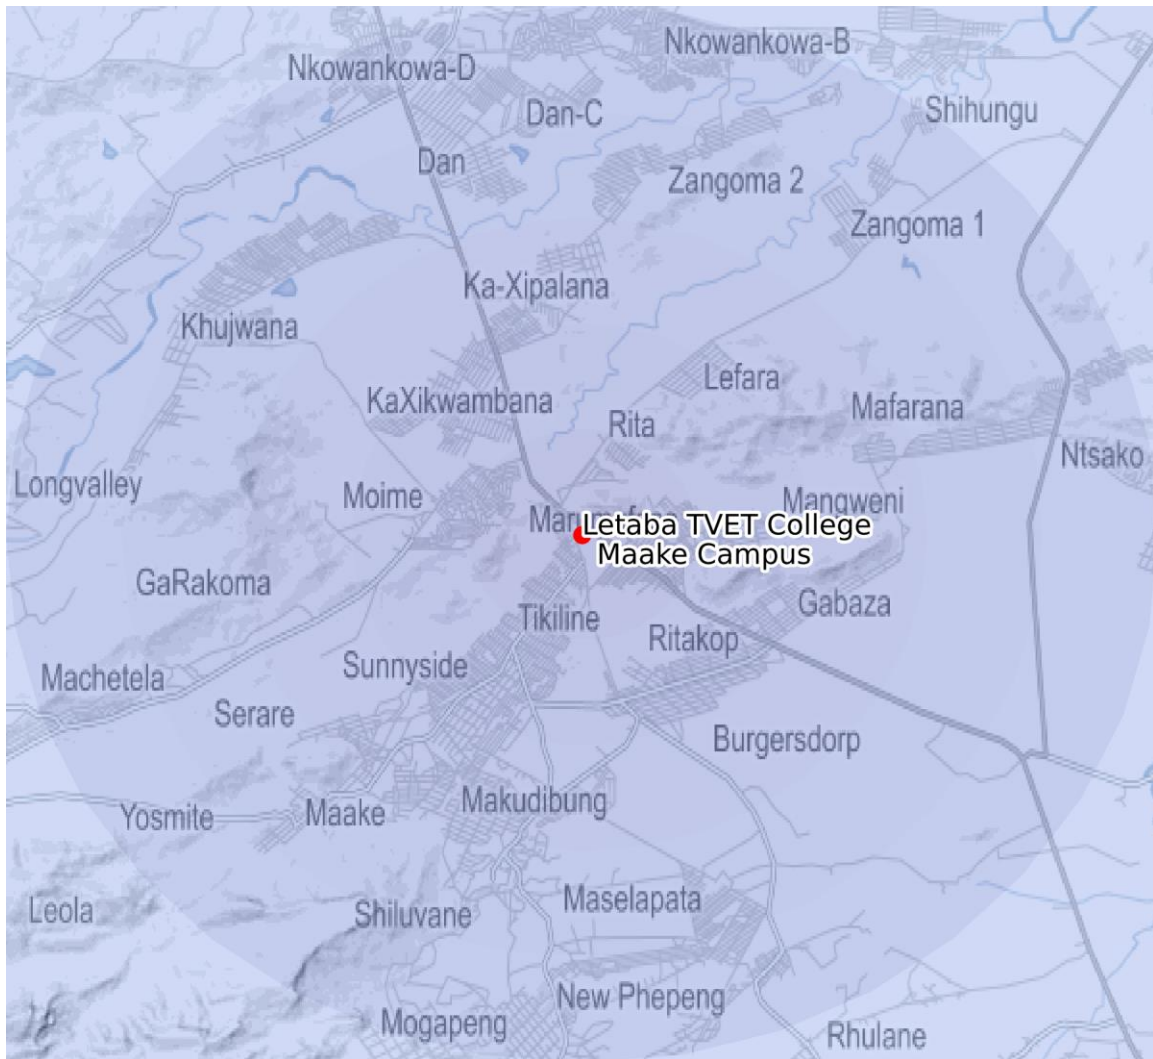 Nkowankowa-B
Nkowankowa-D
Dan-C
Shihungu
Dan
Zangoma 2
Zangoma 1
Ka-Xipalana
Khujwana
Lefara
KaXikwambana
Mafarana
Rita
Ntsako
Longvalley
Moime
Mangweni
Letaba TVET College
Maake Campus
GaRakoma
Gabaza
Tikiline
Ritakop
Sunnyside
Machetela
Serare
Burgersdorp
Makudibung
Maake
Yosmite
Maselapata
Leola
Shiluvane
New Phepeng
Mogapeng
Rhulane